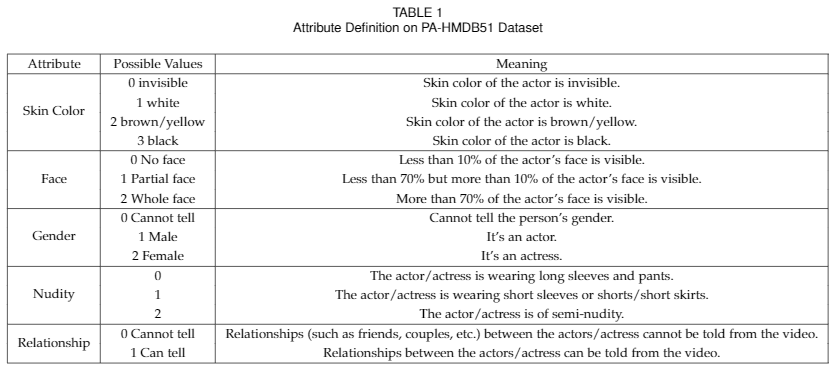 TABLE 1
Attribute Definition on PA-HMDB51 Dataset
Attribute Possible Values Meaning
Skin Color
0 invisible Skin color of the actor is invisible.
1 white Skin color of the actor is white.
2 brown/yellow Skin color of the actor is brown/yellow.
3 black Skin color of the actor is black.
Face
0 No face Less than 10% of the actor's face is visible.
1 Partial face Less than 70% but more than 10% of the actor's face is visible.
2 Whole face More than 70% of the actor's face is visible.
Gender
0 Cannot tell Cannot tell the person's gender.
1 Male It's an actor.
2 Female It's an actress.
Nudity
0 The actor/actress is wearing long sleeves and pants.
1 The actor/actress is wearing short sleeves or shorts/short skirts.
2 The actor/actress is of semi-nudity.
Relationship
0 Cannot tell Relationships (such as friends, couples, etc.) between the actors/actress cannot be told from the video.
1 Can tell Relationships between the actors/actress can be told from the video.